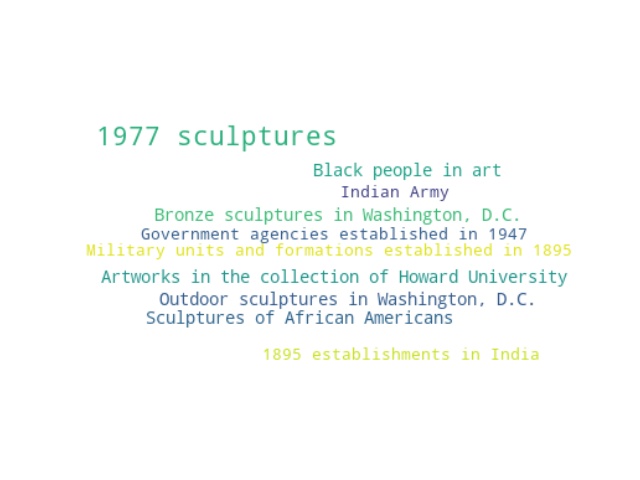 1977 sculptures
Black people in art
Indian Army
Bronze sculptures in Washington, D.C.
Government agencies established in 1947
Military units and formations established in 1895
Artworks in the collection of Howard University
Outdoor sculptures in Washington, D.C.
Sculptures of African Americans
1895 establishments in India